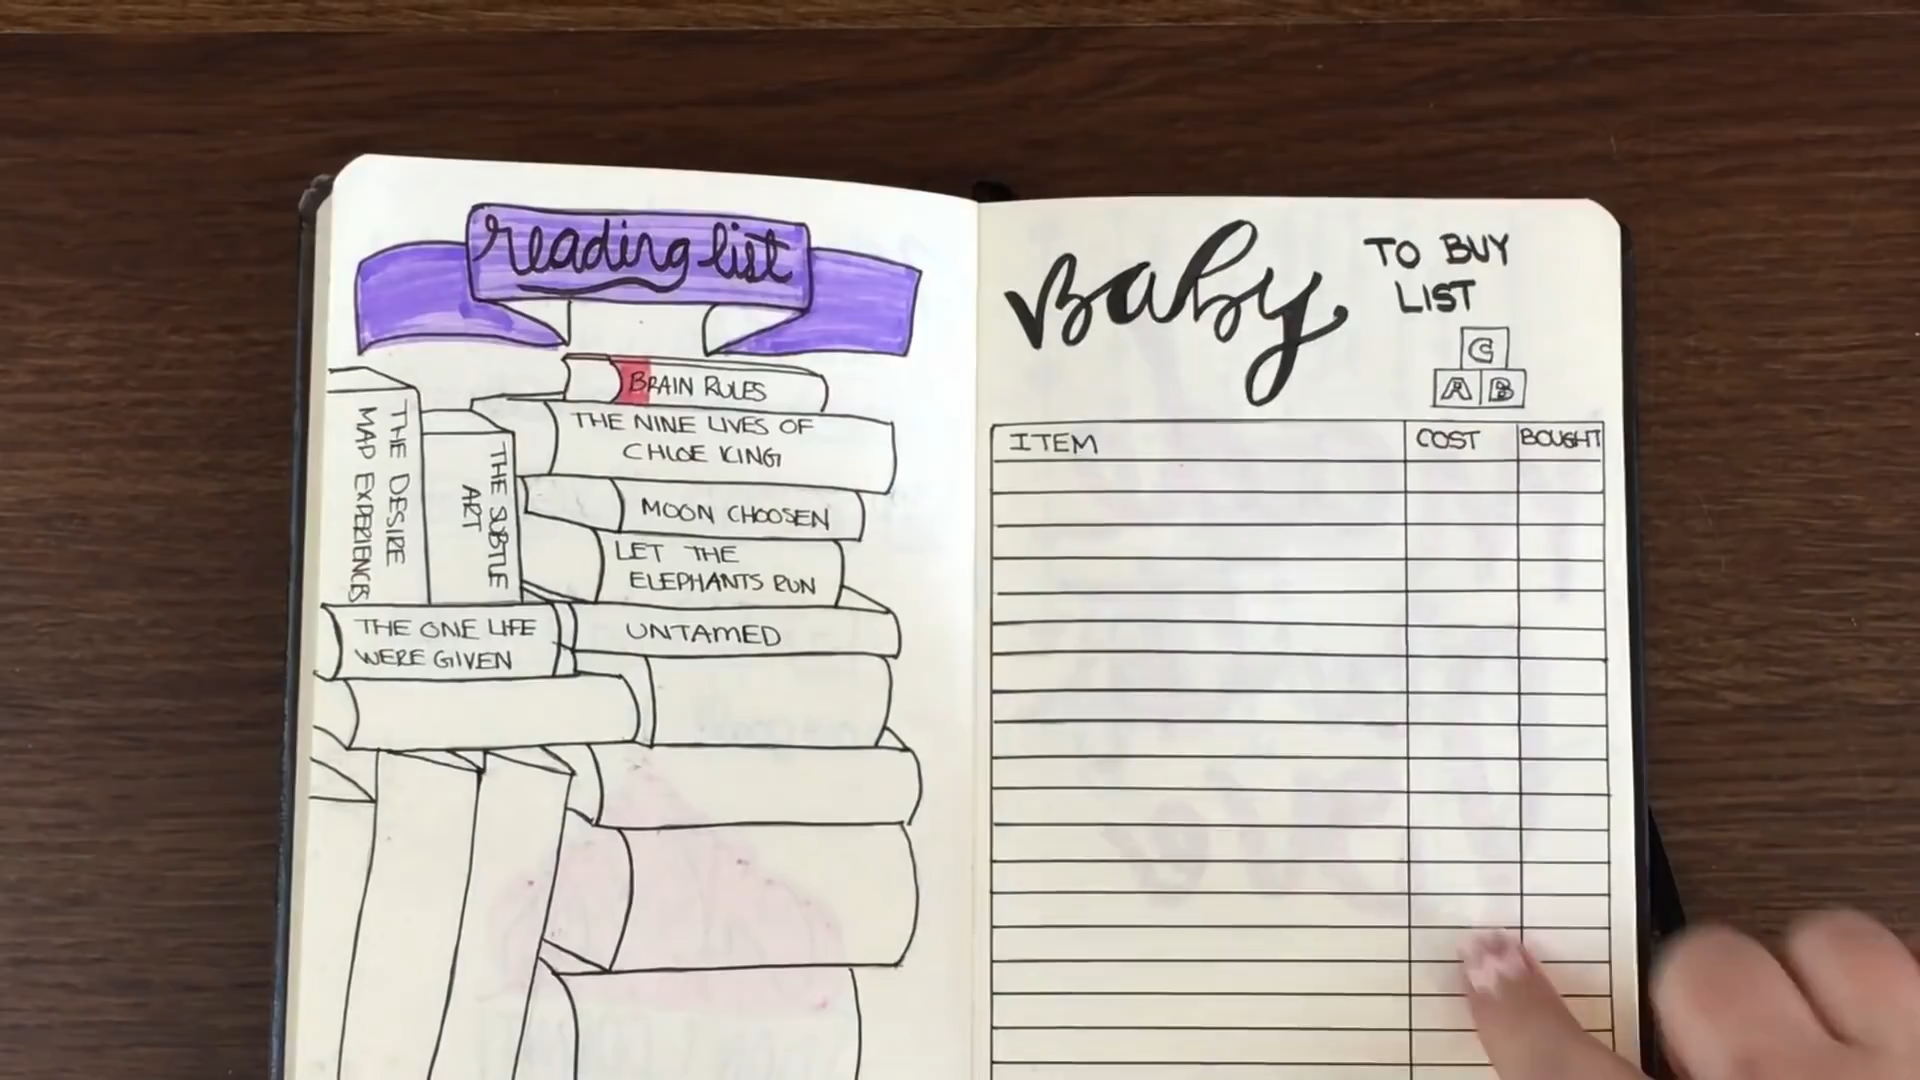 reading list
BRAIN RULES
THE NINE LIVES OF
CHLOE KING
MOON CHOOSEN
LET THE
ELEPHANTS RUN
UNTAMED
THE DESIRE
MAP EXPERIENCES
THE SUBTLE
ART
THE ONE LIFE
WERE GIVEN
Baby
TO BUY
LIST
C
A B
ITEM COST BOUGHT